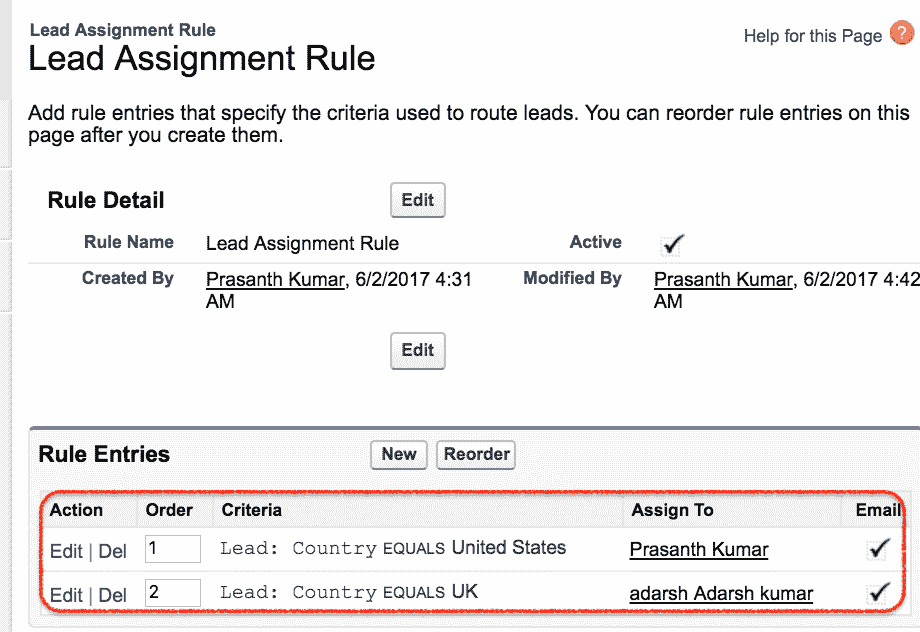 Lead Assignment Rule
Lead Assignment Rule
Help for this Page ?
Add rule entries that specify the criteria used to route leads. You can reorder rule entries on this
page after you create them.
Rule Detail Edit
Rule Name Lead Assignment Rule Active
Created By Prasanth Kumar, 6/2/2017 4:31 Modified By Prasanth Kumar, 6/2/2017 4:42
AM AM
Edit
Rule Entries New Reorder
Action Order Criteria Assign To Email
Edit | Del 1 Lead: Country EQUALS United States Prasanth Kumar
Edit | Del 2 Lead: Country EQUALS UK adarsh Adarsh kumar